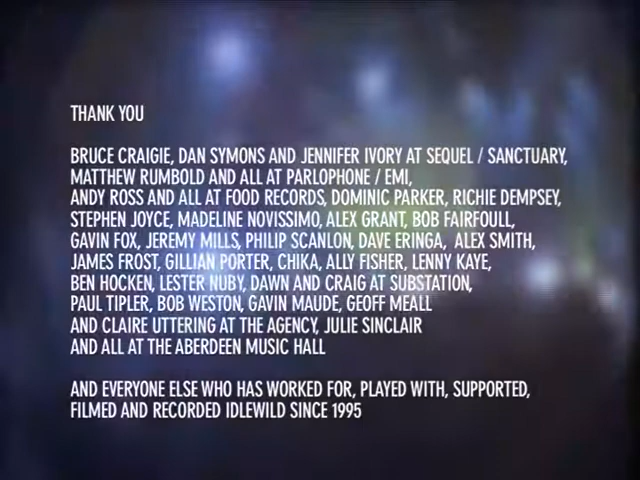 THANK YOU
BRUCE CRAIGIE, DAN SYMONS AND JENNIFER IVORY AT SEQUEL / SANCTUARY,
MATTHEW RUMBOLD AND ALL AT PARLOPHONE / EMI,
ANDY ROSS AND ALL AT FOOD RECORDS, DOMINIC PARKER, RICHIE DEMPSEY,
STEPHEN JOYCE, MADELINE NOVISSIMO, ALEX GRANT, BOB FAIRFOULL,
GAVIN FOX, JEREMY MILLS, PHILIP SCANLON, DAVE ERINGA, ALEX SMITH,
JAMES FROST, GILLIAN PORTER, CHIKA, ALLY FISHER, LENNY KAYE,
BEN HOCKEN, LESTER NUBY, DAWN AND CRAIG AT SUBSTATION,
PAUL TIPLER, BOB WESTON, GAVIN MAUDE, GEOFF MEALL
AND CLAIRE UTTERING AT THE AGENCY, JULIE SINCLAIR
AND ALL AT THE ABERDEEN MUSIC HALL
AND EVERYONE ELSE WHO HAS WORKED FOR, PLAYED WITH, SUPPORTED,
FILMED AND RECORDED IDLEWILD SINCE 1995